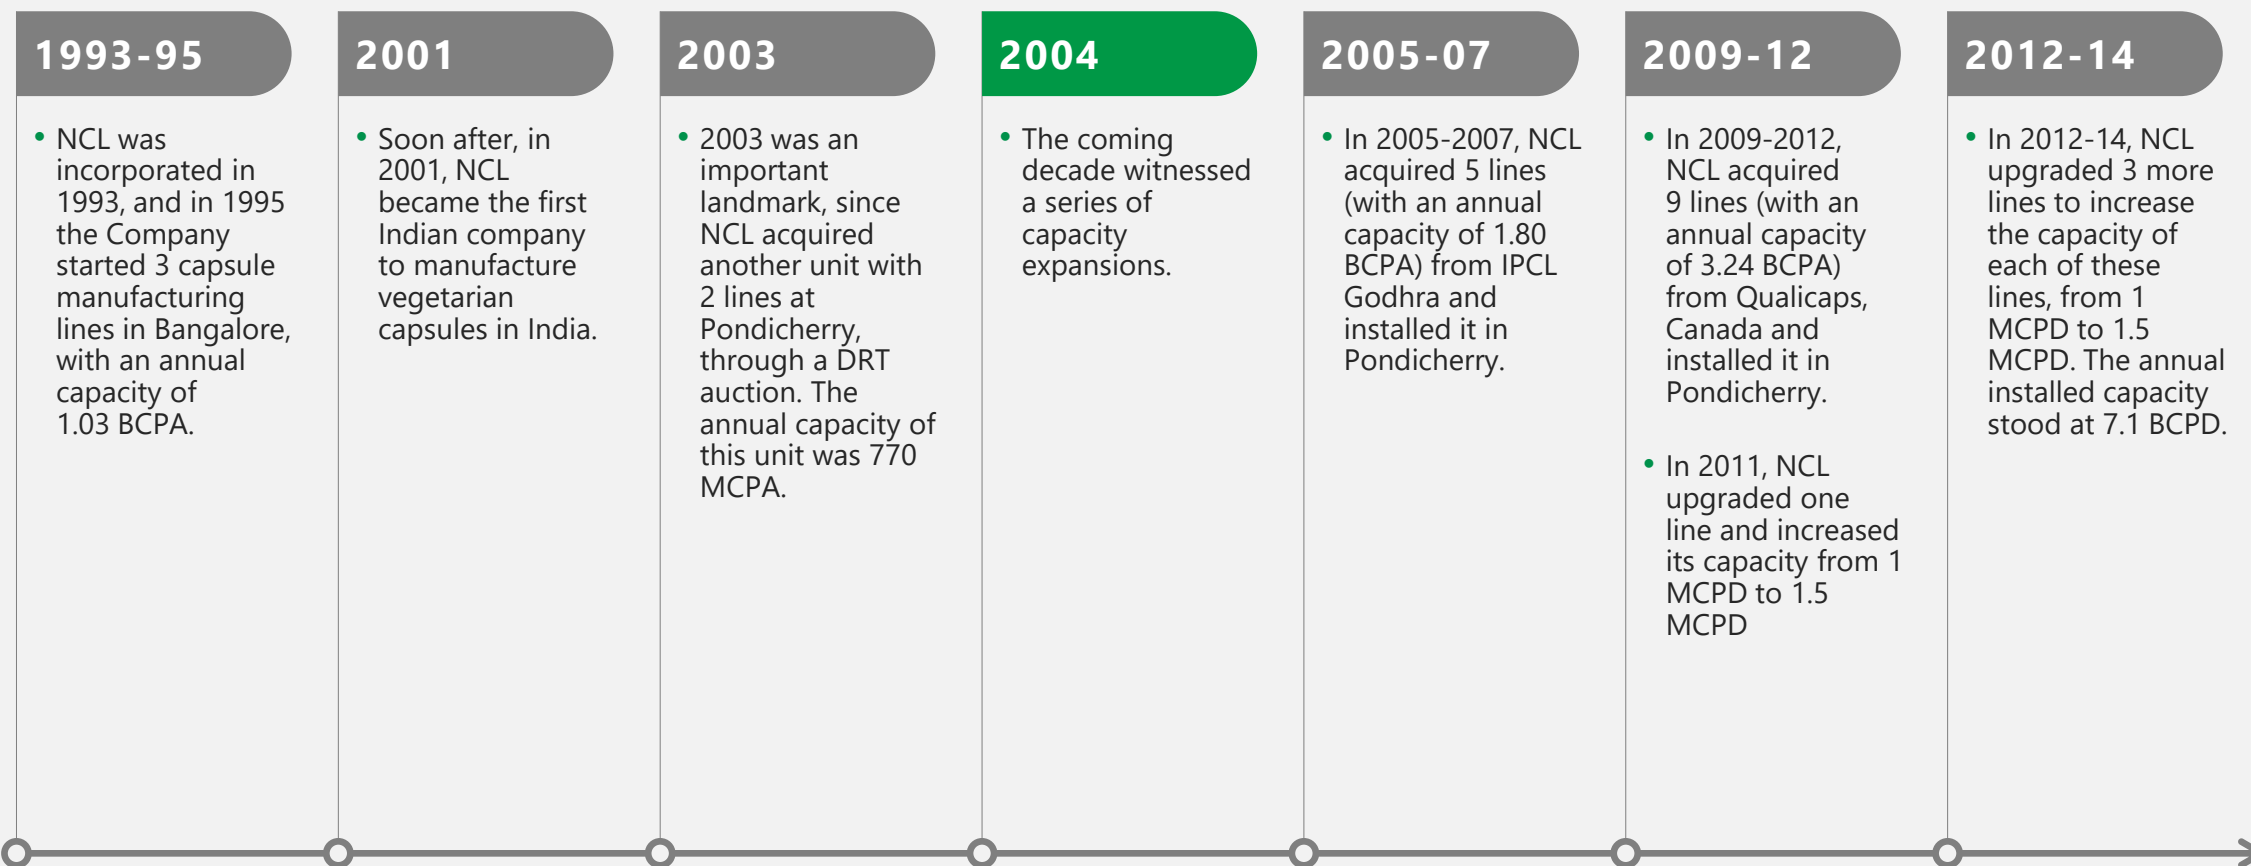 1993-95
• NCL was
incorporated in
1993, and in 1995
the Company
started 3 capsule
manufacturing
lines in Bangalore,
with an annual
capacity of
1.03 BCPA.
2001
• Soon after, in
2001, NCL
became the first
Indian company
to manufacture
vegetarian
capsules in India.
2003
• 2003 was an
important
landmark, since
NCL acquired
another unit with
2 lines at
Pondicherry,
through a DRT
auction. The
annual capacity of
this unit was 770
MCPA.
2004
• The coming
decade witnessed
a series of
capacity
expansions.
2005-07
• In 2005-2007, NCL
acquired 5 lines
(with an annual
capacity of 1.80
BCPA) from IPCL
Godhra and
installed it in
Pondicherry.
2009-12
• In 2009-2012,
NCL acquired
9 lines (with an
annual capacity
of 3.24 BCPA)
from Qualicaps,
Canada and
installed it in
Pondicherry.
• In 2011, NCL
upgraded one
line and increased
its capacity from 1
MCPD to 1.5
MCPD
2012-14
• In 2012-14, NCL
upgraded 3 more
lines to increase
the capacity of
each of these
lines, from 1
MCPD to 1.5
MCPD. The annual
installed capacity
stood at 7.1 BCPD.